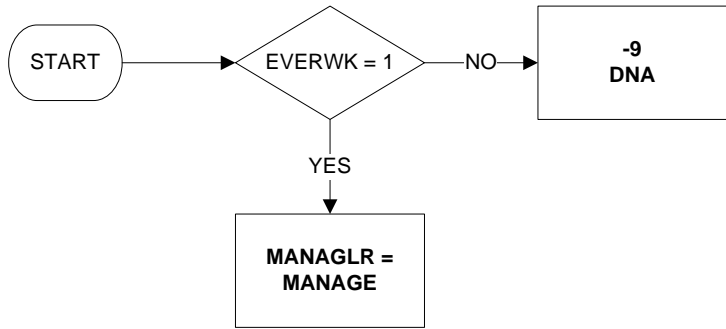 START
EVERWK = 1
NO
-9
DNA
YES
MANAGLR =
MANAGE